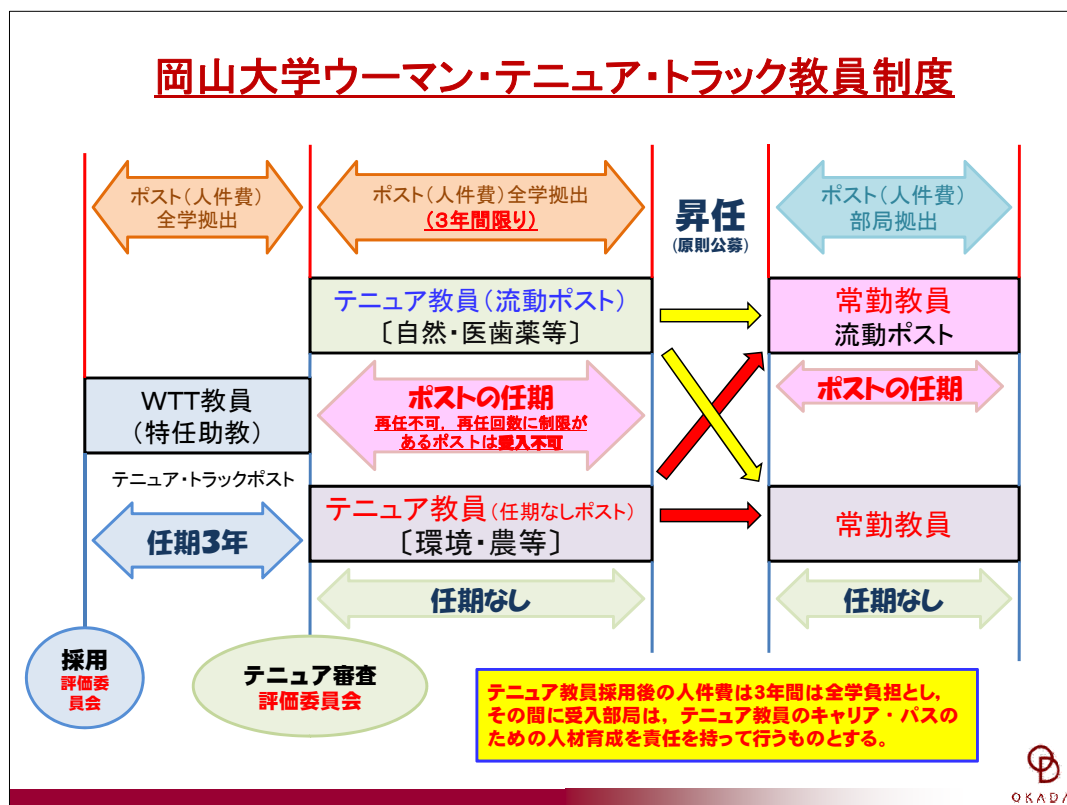 岡山大学ウーマン・テニュア・トラック教員制度
ポスト(人件費)
全学拠出
ポスト(人件費)全学拠出
(3年間限り)
昇任
(原則公募)
ポスト(人件費)
部局拠出
テニュア教員(流動ポスト)
〔自然・医歯薬等〕
常勤教員
流動ポスト
WTT教員
(特任助教)
ポストの任期
再任不可,再任回数に制限が
あるポストは受入不可
ポストの任期
テニュア・トラックポスト
任期3年
テニュア教員(任期なしポスト)
〔環境・農等〕
常勤教員
任期なし
任期なし
採用
評価委
員会
テニュア審査
評価委員会
テニュア教員採用後の人件費は3年間は全学負担とし,
その間に受入部局は,テニュア教員のキャリア・パスの
ための人材育成を責任を持って行うものとする。